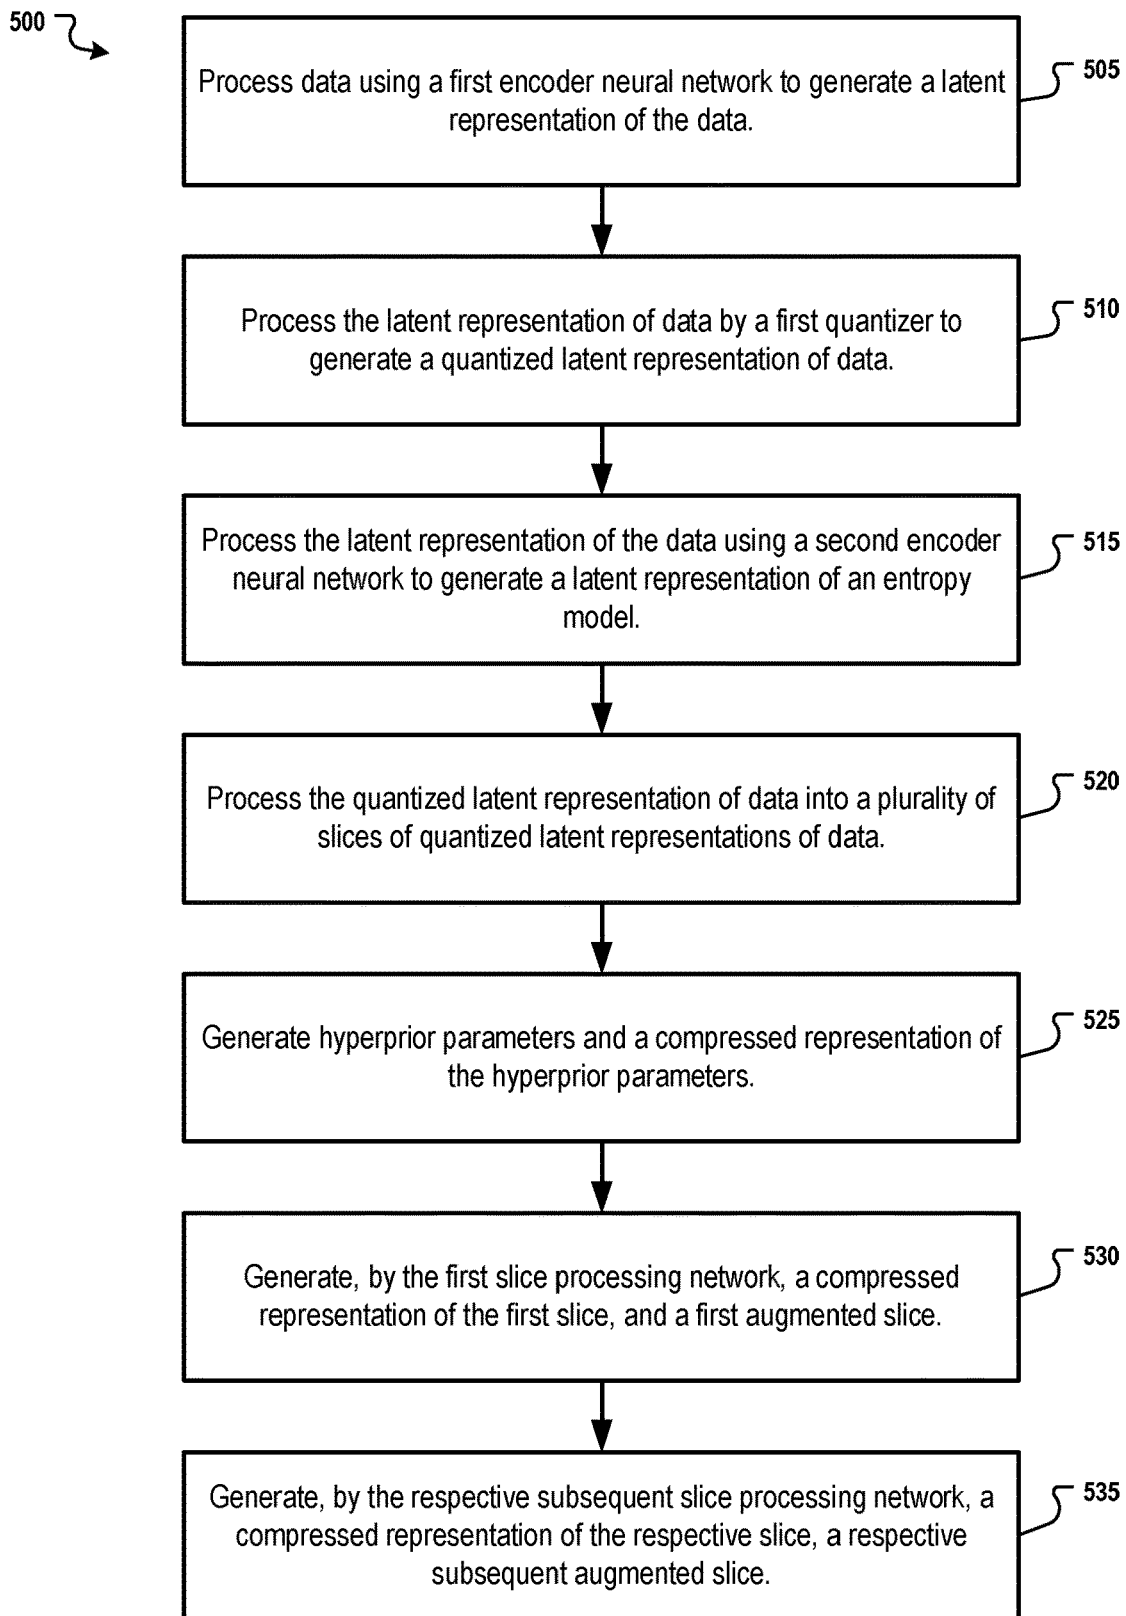 500
Process data using a first encoder neural network to generate a latent
representation of the data.
505
Process the latent representation of data by a first quantizer to
generate a quantized latent representation of data.
510
Process the latent representation of the data using a second encoder
neural network to generate a latent representation of an entropy
model.
515
Process the quantized latent representation of data into a plurality of
slices of quantized latent representations of data.
520
Generate hyperprior parameters and a compressed representation of
the hyperprior parameters.
525
Generate, by the first slice processing network, a compressed
representation of the first slice, and a first augmented slice.
530
Generate, by the respective subsequent slice processing network, a
compressed representation of the respective slice, a respective
subsequent augmented slice.
535